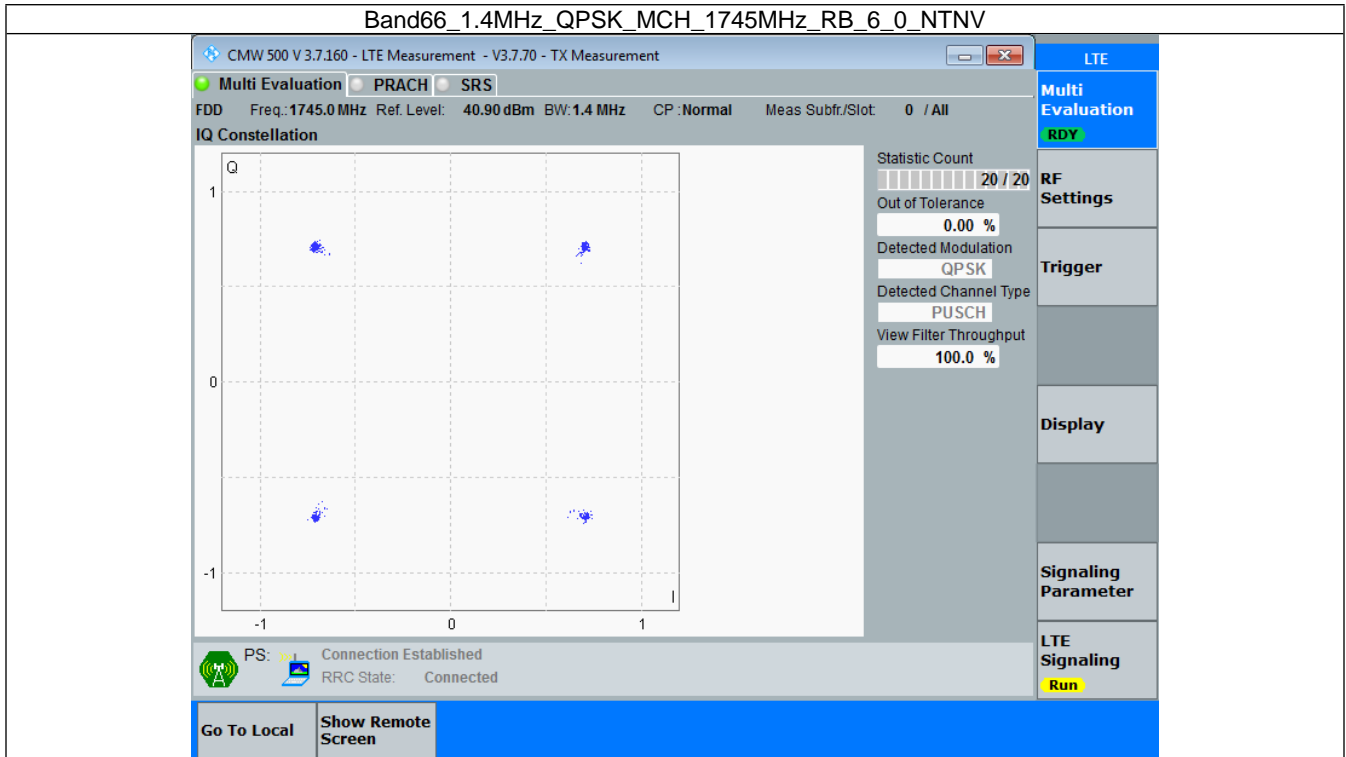 Band66_1.4MHz_QPSK_MCH_1745MHz_RB_6_0_NTNV
CMW 500 V 3.7.160 - LTE Measurement - V3.7.70 - TX Measurement
LTE
Multi Evaluation PRACH SRS
FDD Freq.:1745.0 MHz Ref. Level: 40.90 dBm BW:1.4 MHz CP :Normal Meas Subfr./Slot: 0 / All
IQ Constellation
Q
1
0
-1
I
-1 0 1
Statistic Count
20 / 20
Out of Tolerance
0.00 %
Detected Modulation
QPSK
Detected Channel Type
PUSCH
View Filter Throughput
100.0 %
Multi
Evaluation
RDY
RF
Settings
Trigger
Display
Signaling
Parameter
LTE
Signaling
Run
PS: Connection Established
RRC State: Connected
Go To Local
Show Remote
Screen